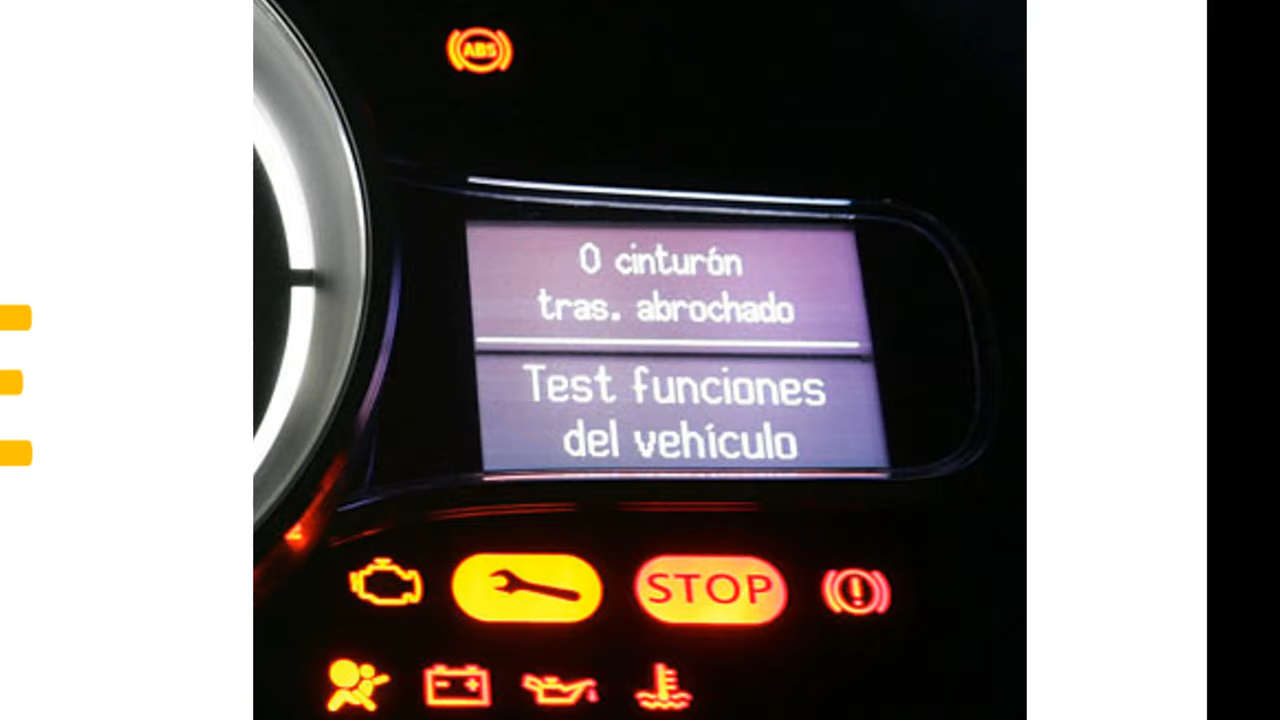 ABS
0 cinturón
tras. abrochado
Test funciones
del vehículo
STOP